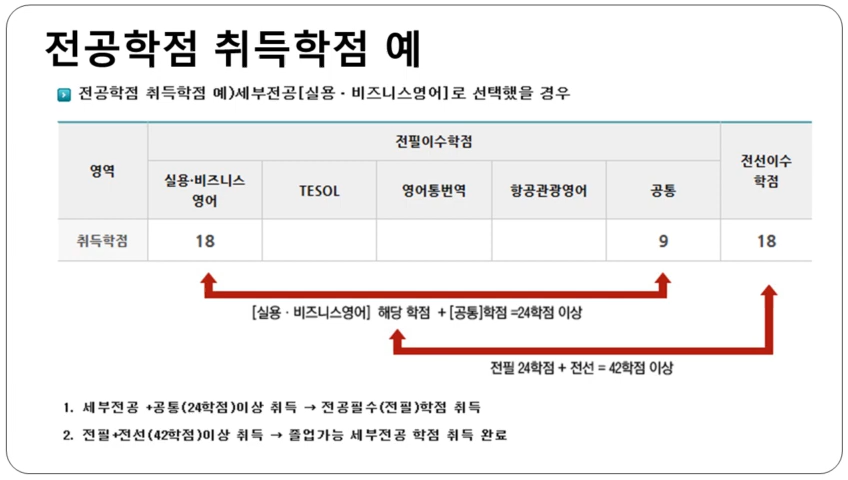 전공학점 취득학점 예
전공학점 취득학점 예)세부전공[실용 · 비즈니스영어]로 선택했을 경우
영역
전필이수학점
전선이수
학점
실용·비즈니스
영어
TESOL
영어통번역
항공관광영어
공통
취득학점
18
9
18
[실용 · 비즈니스영어] 해당 학점 + [공통]학점 =24학점 이상
전필 24학점 + 전선 = 42학점 이상
1. 세부전공 +공통(24학점)이상 취득 → 전공필수(전필)학점 취득
2. 전필+전선(42학점)이상 취득 → 졸업가능 세부전공 학점 취득 완료